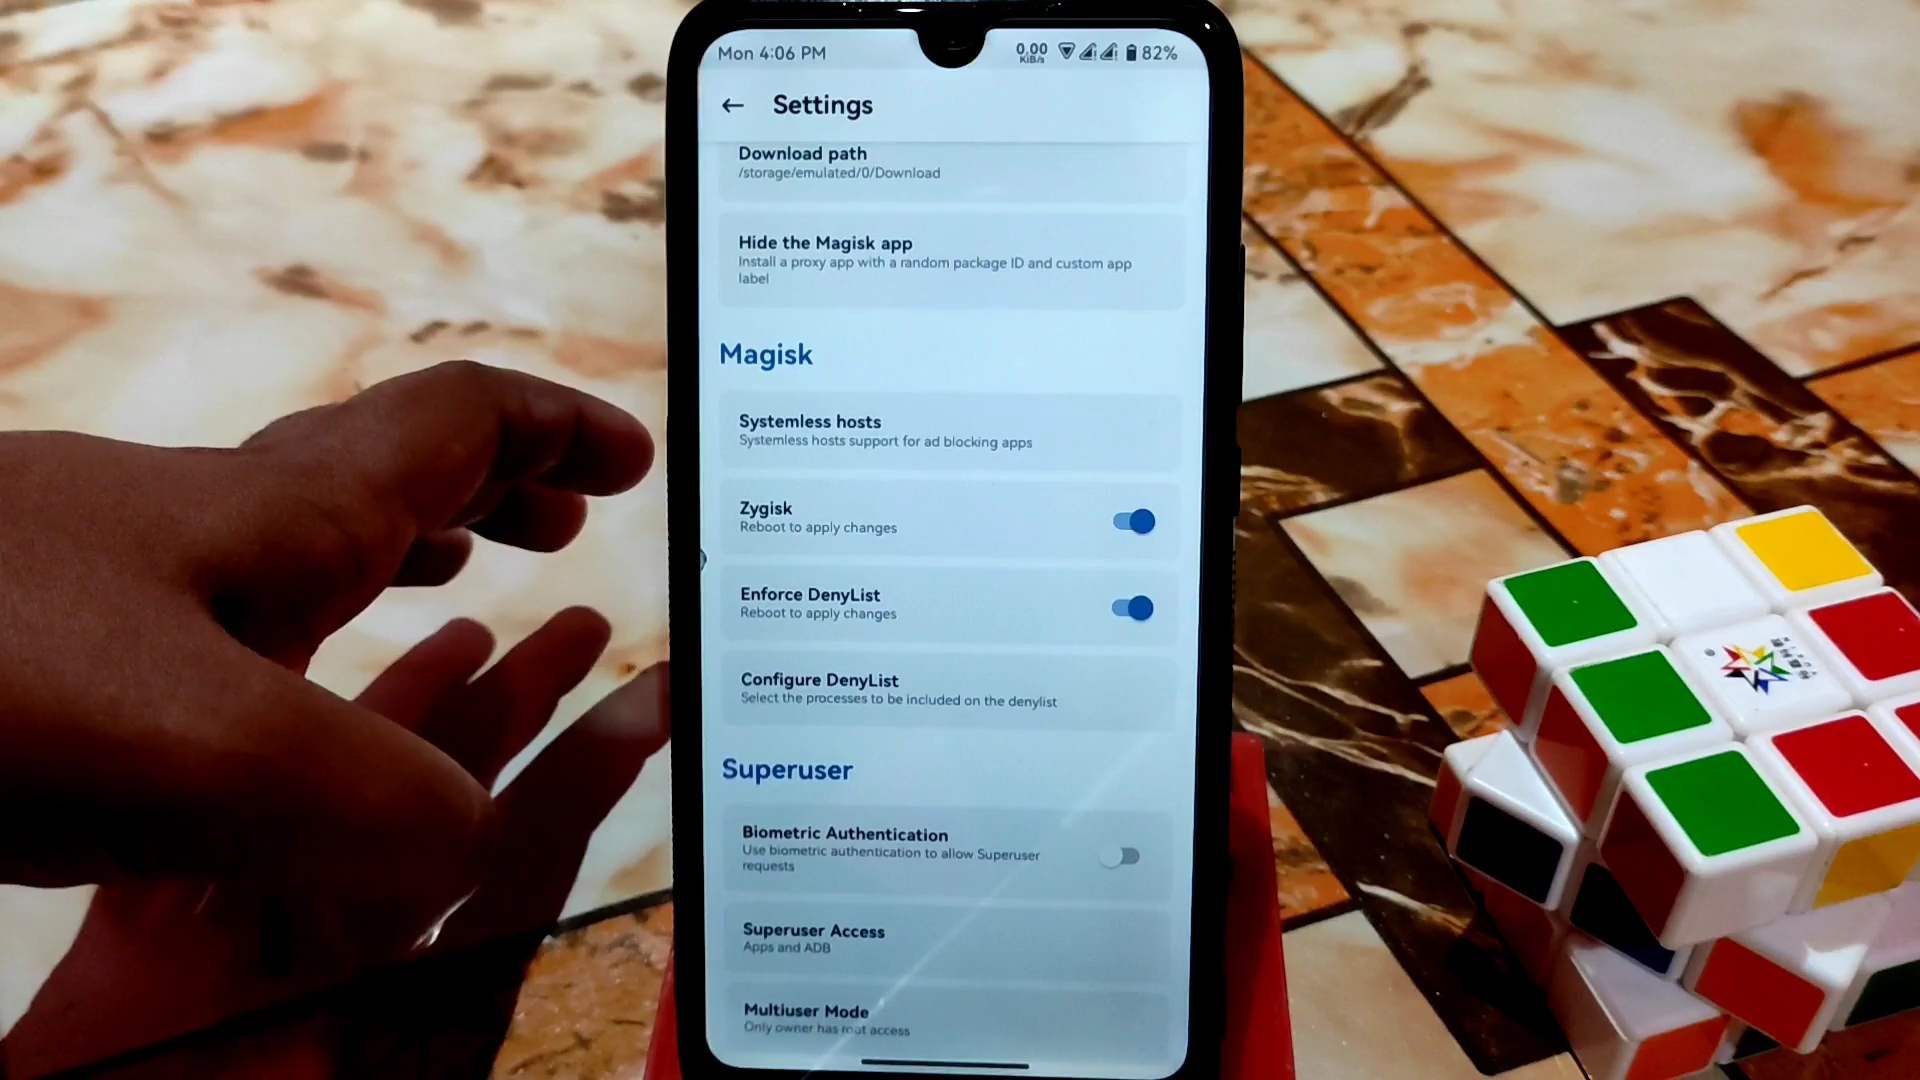 Mon 4:06 PM
0.00
KiB/s
82%
Settings
Download path
/storage/emulated/0/Download
Hide the Magisk app
Install a proxy app with a random package ID and custom app
label
Magisk
Systemless hosts
Systemless hosts support for ad blocking apps
Zygisk
Reboot to apply changes
Enforce DenyList
Reboot to apply changes
Configure DenyList
Select the processes to be included on the denylist
Superuser
Biometric Authentication
Use biometric authentication to allow Superuser
requests
Superuser Access
Apps and ADB
Multiuser Mode
Only owner has root access